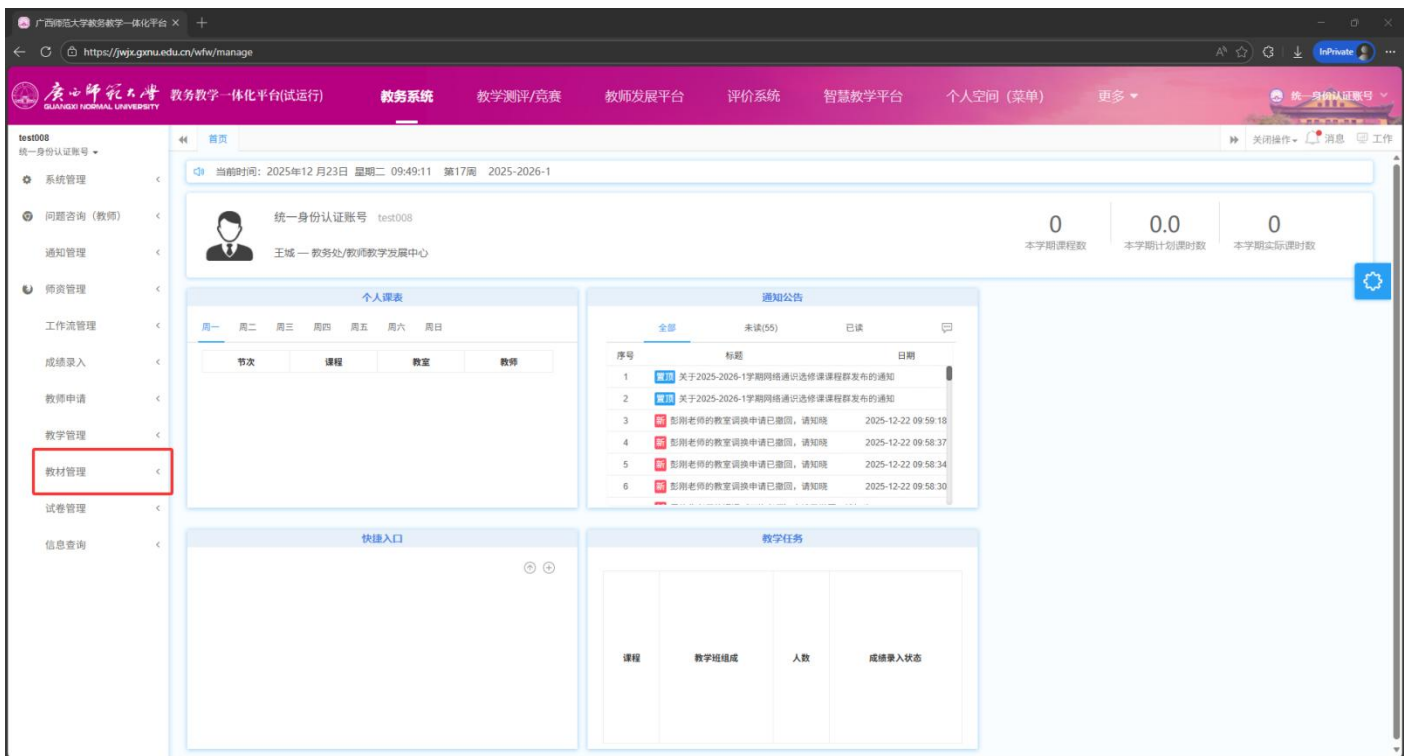 广西师范大学教务教学一体化平台
https://jwjx.gxnu.edu.cn/wfw/manage
InPrivate
广西师范大学 教务教学一体化平台(试运行) 教务系统 教学测评/竞赛 教师发展平台 评价系统 智慧教学平台 个人空间（菜单） 更多 统一身份认证账号
GUANGXI NORMAL UNIVERSITY
test008
统一身份认证账号
首页 关闭操作 消息 工作
系统管理
问题咨询（教师）
通知管理
师资管理
工作流管理
成绩录入
教师申请
教学管理
教材管理
试卷管理
信息查询
当前时间：2025年12月23日 星期二 09:49:11 第17周 2025-2026-1
统一身份认证账号 test008
王城 — 教务处/教师教学发展中心
0 0.0 0
本学期课程数 本学期计划课时数 本学期实际课时数
个人课表
周一 周二 周三 周四 周五 周六 周日
节次 课程 教室 教师
通知公告
全部 未读(55) 已读
序号 标题 日期
1 置顶 关于2025-2026-1学期网络通识选修课课程群发布的通知
2 置顶 关于2025-2026-1学期网络通识选修课课程群发布的通知
3 新 彭刚老师的教室调换申请已撤回，请知晓 2025-12-22 09:59:18
4 新 彭刚老师的教室调换申请已撤回，请知晓 2025-12-22 09:58:37
5 新 彭刚老师的教室调换申请已撤回，请知晓 2025-12-22 09:58:34
6 新 彭刚老师的教室调换申请已撤回，请知晓 2025-12-22 09:58:30
快捷入口
教学任务
课程 教学班组成 人数 成绩录入状态